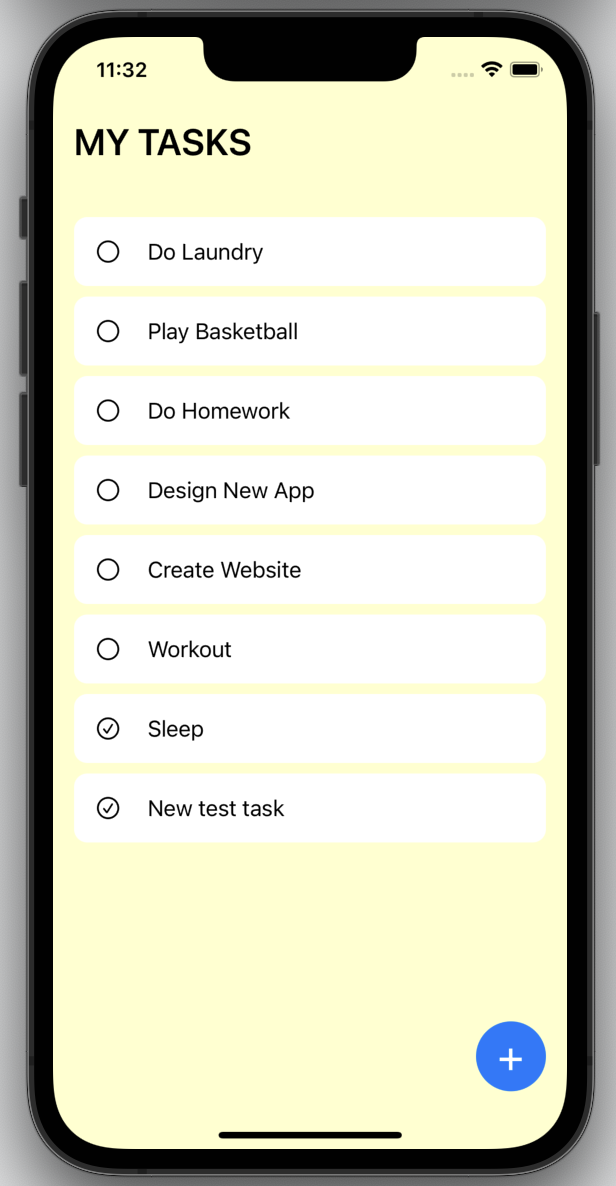 11:32
MY TASKS
Do Laundry
Play Basketball
Do Homework
Design New App
Create Website
Workout
Sleep
New test task
+